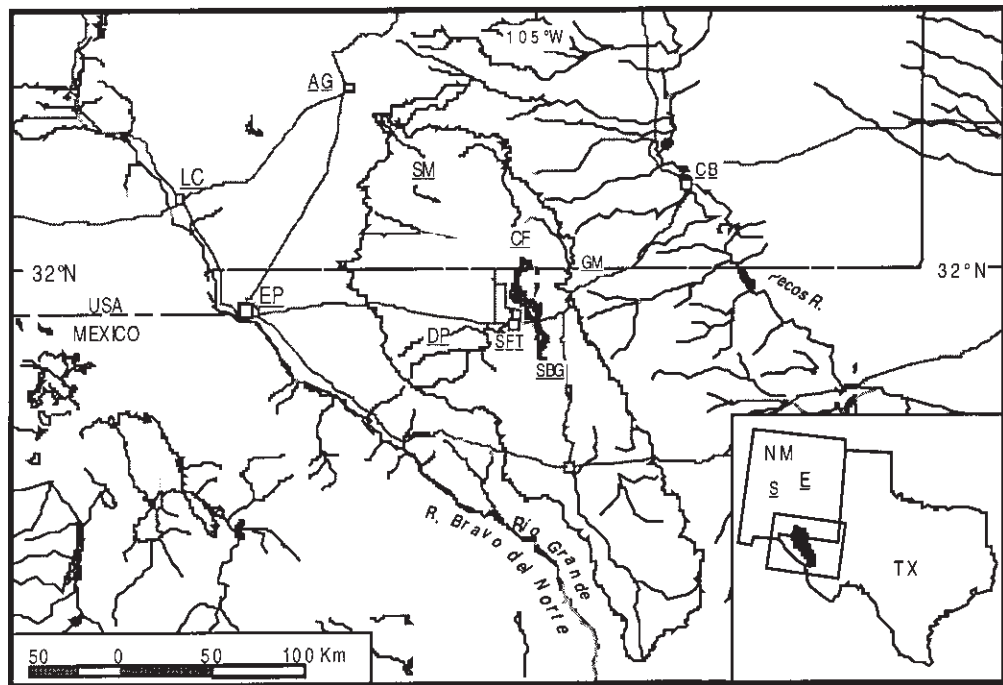 105°W
AG
SM
LC
CB
CF
GM
32°N
32°N
EP
Pecos R.
USA
MEXICO
DP
SFT
SBG
NM
S
E
TX
R. Bravo del Norte
Rio Grande
50 0 50 100 Km